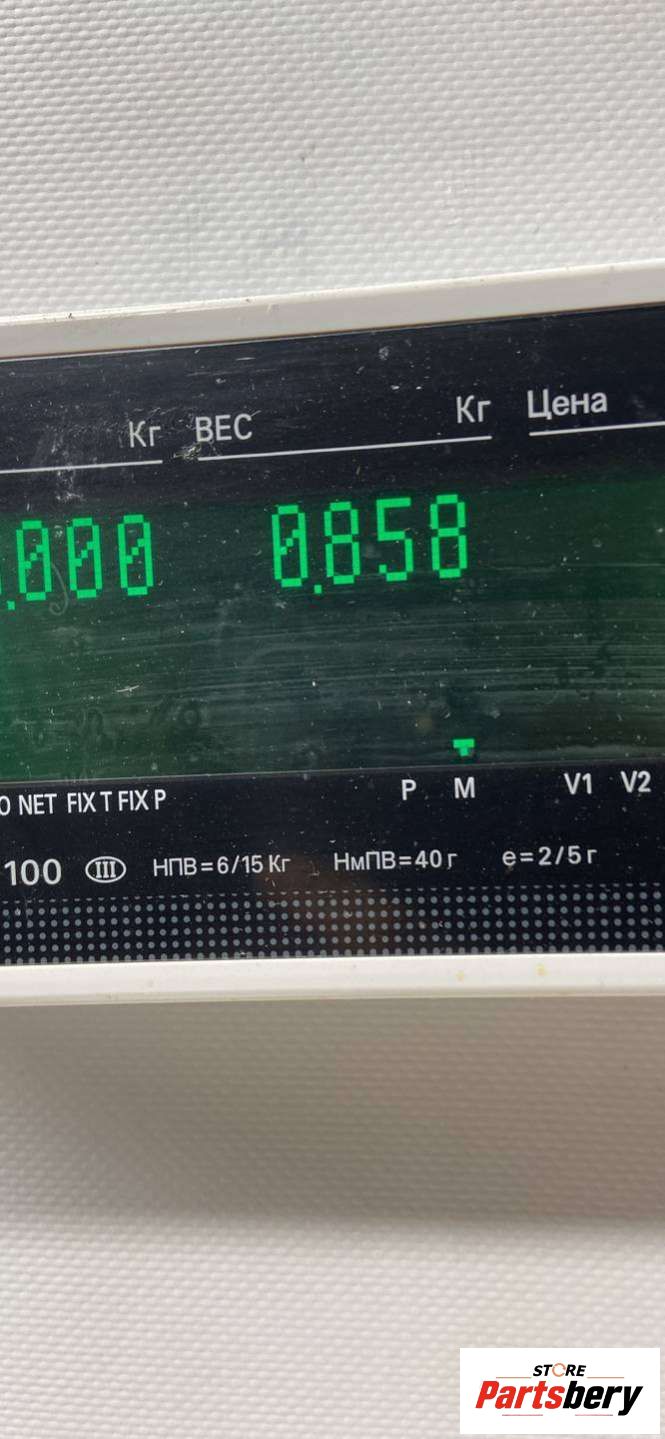 Кг ВЕС Кг Цена
.000 0.858
NET FIX T FIX P P M V1 V2
100 III НПВ=6/15 Кг НмПВ=40 г e=2/5 г
STORE
Partsbery